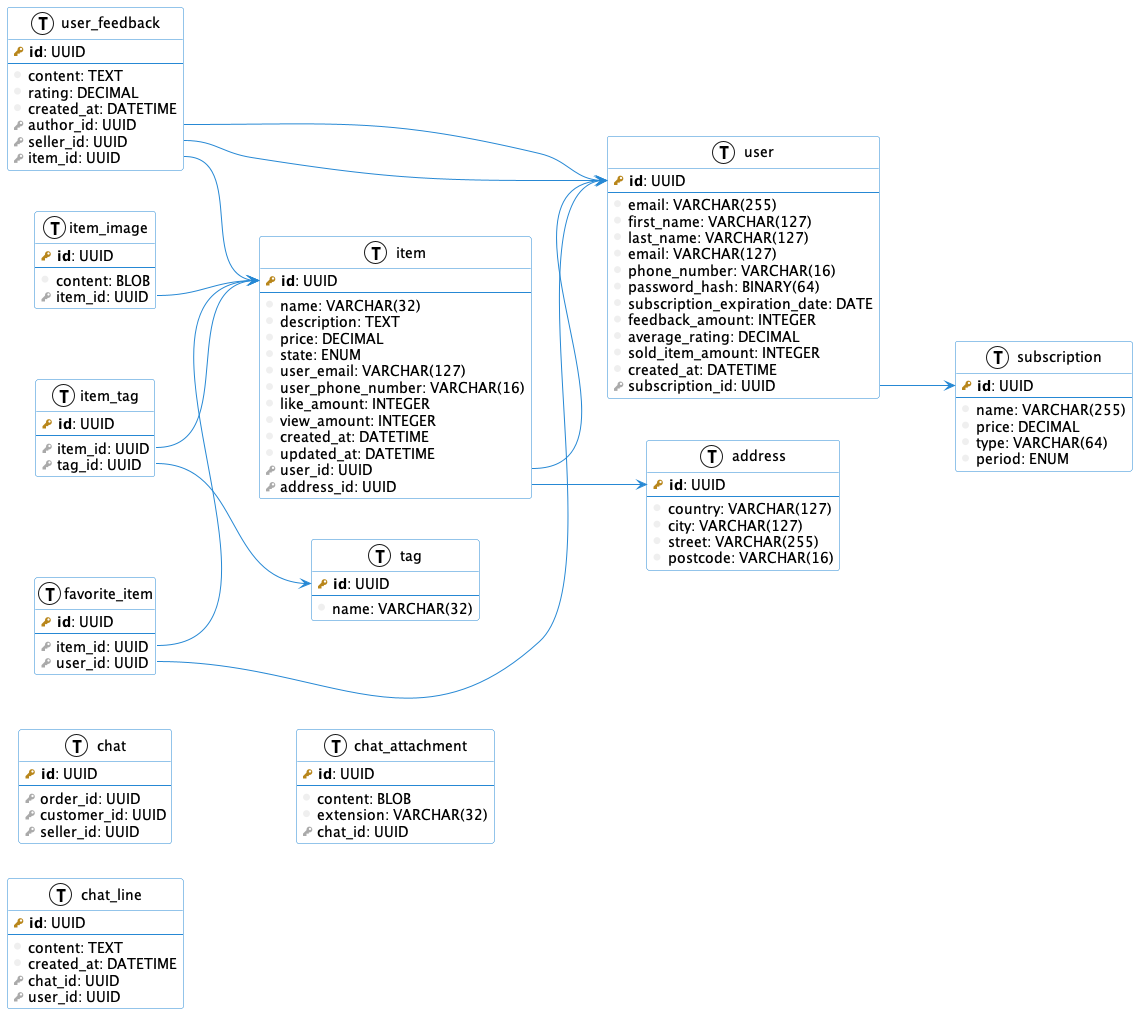 T user_feedback
id: UUID
content: TEXT
rating: DECIMAL
created_at: DATETIME
author_id: UUID
seller_id: UUID
item_id: UUID
T item_image
id: UUID
content: BLOB
item_id: UUID
T item_tag
id: UUID
item_id: UUID
tag_id: UUID
T favorite_item
id: UUID
item_id: UUID
user_id: UUID
T chat
id: UUID
order_id: UUID
customer_id: UUID
seller_id: UUID
T chat_line
id: UUID
content: TEXT
created_at: DATETIME
chat_id: UUID
user_id: UUID
T item
id: UUID
name: VARCHAR(32)
description: TEXT
price: DECIMAL
state: ENUM
user_email: VARCHAR(127)
user_phone_number: VARCHAR(16)
like_amount: INTEGER
view_amount: INTEGER
created_at: DATETIME
updated_at: DATETIME
user_id: UUID
address_id: UUID
T tag
id: UUID
name: VARCHAR(32)
T chat_attachment
id: UUID
content: BLOB
extension: VARCHAR(32)
chat_id: UUID
T user
id: UUID
email: VARCHAR(255)
first_name: VARCHAR(127)
last_name: VARCHAR(127)
email: VARCHAR(127)
phone_number: VARCHAR(16)
password_hash: BINARY(64)
subscription_expiration_date: DATE
feedback_amount: INTEGER
average_rating: DECIMAL
sold_item_amount: INTEGER
created_at: DATETIME
subscription_id: UUID
T address
id: UUID
country: VARCHAR(127)
city: VARCHAR(127)
street: VARCHAR(255)
postcode: VARCHAR(16)
T subscription
id: UUID
name: VARCHAR(255)
price: DECIMAL
type: VARCHAR(64)
period: ENUM